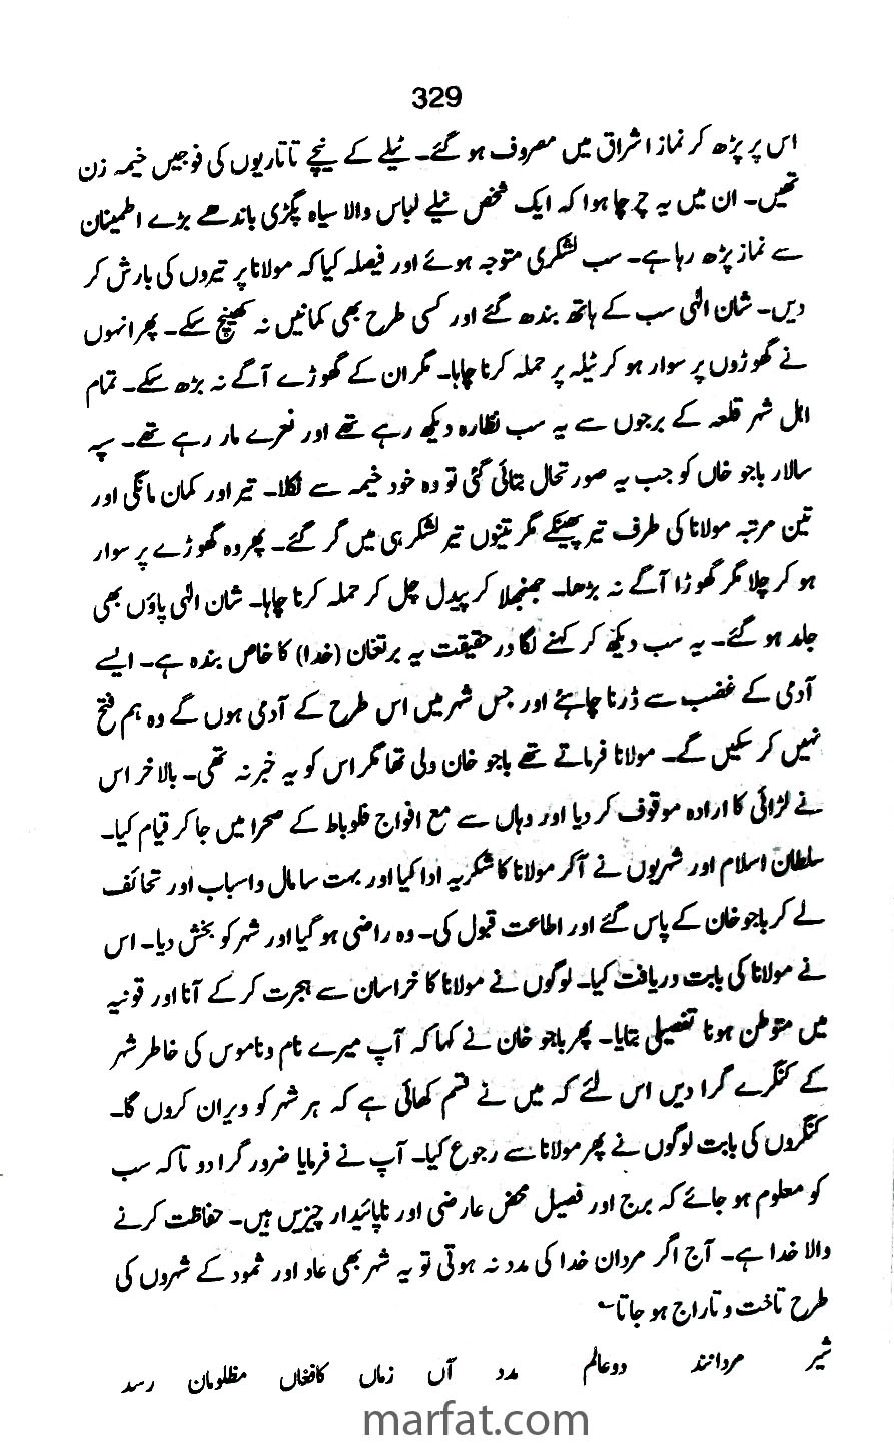 329
اس پر پڑھ کر نماز اشراق میں مصروف ہو گئے۔ ٹیلے کے نیچے تاتاریوں کی فوجیں خیمہ زن
تھیں۔ ان میں یہ چرچا ہوا کہ ایک شخص نیلے لباس والا سیاہ پگڑی باندھے بڑے اطمینان
سے نماز پڑھ رہا ہے۔ سب لشکری متوجہ ہوئے اور فیصلہ کیا کہ مولانا پر تیروں کی بارش کر
دیں۔ شان الٰہی سب کے ہاتھ بندھ گئے اور کسی طرح بھی کمانیں نہ کھینچ سکے۔ پھر انہوں
نے گھوڑوں پر سوار ہو کر ٹیلہ پر حملہ کرنا چاہا۔ مگر ان کے گھوڑے آگے نہ بڑھ سکے۔ تمام
اہل شہر قلعہ کے برجوں سے یہ سب نظارہ دیکھ رہے تھے اور نعرے مار رہے تھے۔ سپہ
سالار باجو خاں کو جب یہ صورتحال بتائی گئی تو وہ خود خیمہ سے نکلا۔ تیر اور کمان مانگی اور
تین مرتبہ مولانا کی طرف تیر پھینکے مگر تینوں تیر لشکر ہی میں گر گئے۔ پھر وہ گھوڑے پر سوار
ہو کر چلا مگر گھوڑا آگے نہ بڑھا۔ جھنجلا کر پیدل چل کر حملہ کرنا چاہا۔ شان الٰہی پاؤں بھی
جلد ہو گئے۔ یہ سب دیکھ کر کہنے لگا در حقیقت یہ برتغان (خدا) کا خاص بندہ ہے۔ ایسے
آدمی کے غضب سے ڈرنا چاہئے اور جس شہر میں اس طرح کے آدمی ہوں گے وہ ہم فتح
نہیں کر سکیں گے۔ مولانا فرماتے تھے باجو خان ولی تھا مگر اس کو یہ خبر نہ تھی۔ بالاخر اس
نے لڑائی کا ارادہ موقوف کر دیا اور وہاں سے مع افواج فلوباط کے صحرا میں جا کر قیام کیا۔
سلطان اسلام اور شہریوں نے آکر مولانا کا شکریہ ادا کیا اور بہت سا مال و اسباب اور تحائف
لے کر باجو خان کے پاس گئے اور اطاعت قبول کی۔ وہ راضی ہو گیا اور شہر کو بخش دیا۔ اس
نے مولانا کی بابت دریافت کیا۔ لوگوں نے مولانا کا خراسان سے ہجرت کر کے آنا اور قونیہ
میں متوطن ہونا تفصیلی بتایا۔ پھر باجو خان نے کہا کہ آپ میرے نام و ناموس کی خاطر شہر
کے کنگرے گرا دیں اس لئے کہ میں نے قسم کھائی ہے کہ ہر شہر کو ویران کروں گا۔
کنگروں کی بابت لوگوں نے پھر مولانا سے رجوع کیا۔ آپ نے فرمایا ضرور گرا دو تاکہ سب
کو معلوم ہو جائے کہ برج اور فصیل محض عارضی اور ناپائیدار چیزیں ہیں۔ حفاظت کرنے
والا خدا ہے۔ آج اگر مردان خدا کی مدد نہ ہوتی تو یہ شہر بھی عاد اور ثمود کے شہروں کی
طرح تاخت و تاراج ہو جاتا۔
شیر مردانند دو عالم مدد آں زماں کافغاں مظلوماں رسد
marfat.com